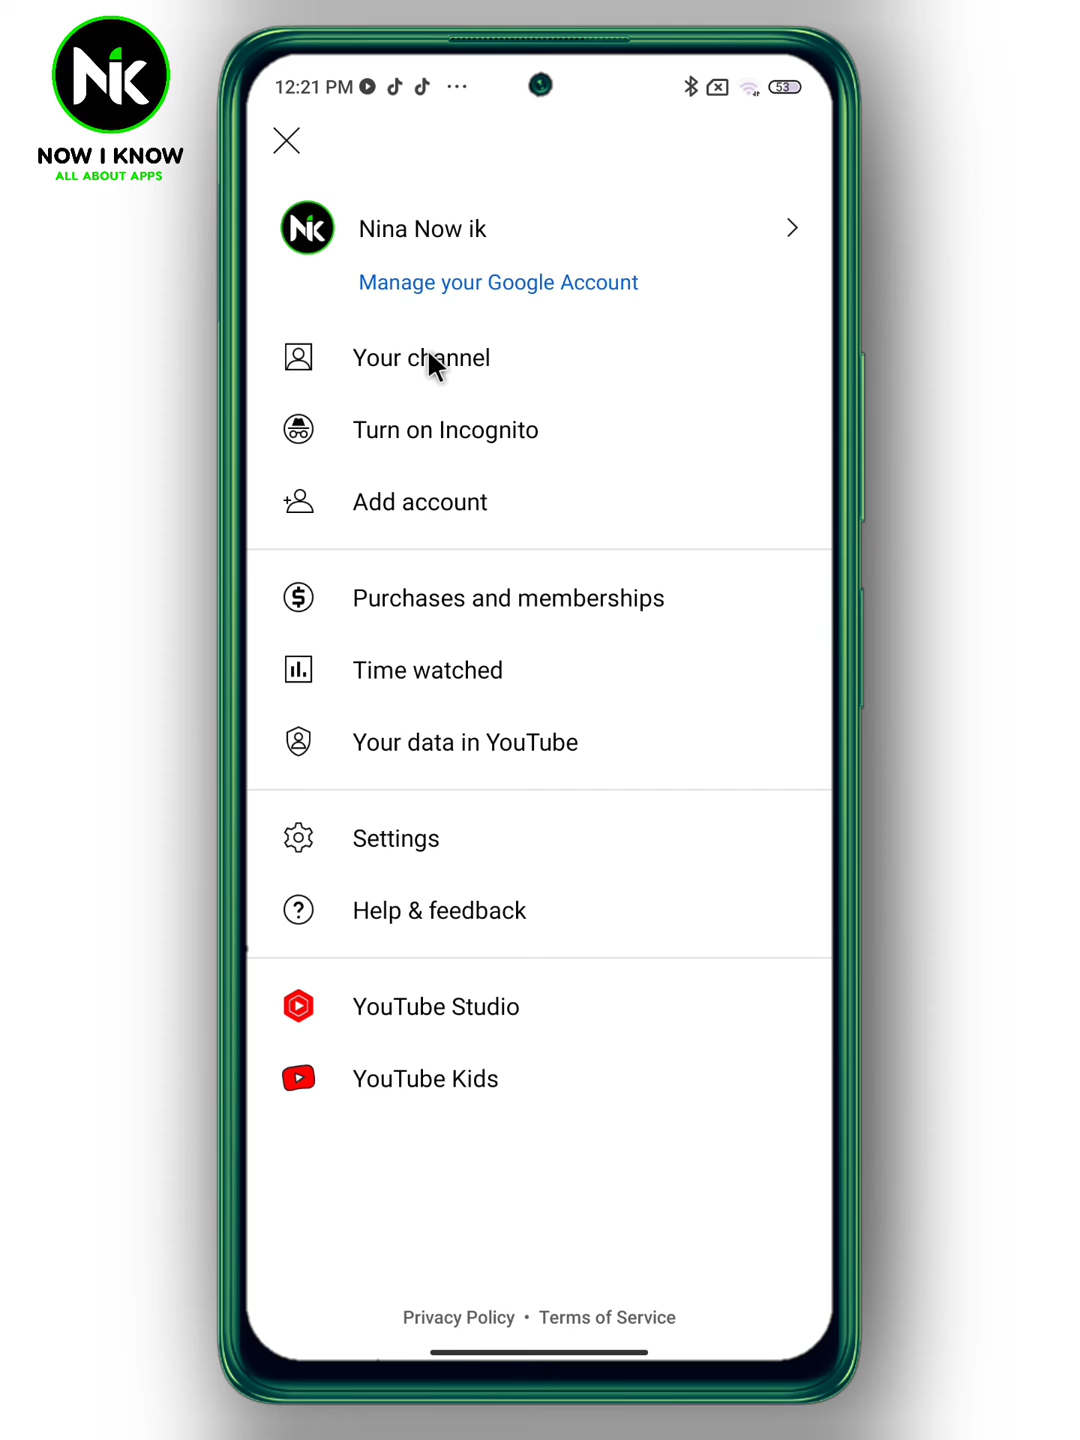 NiK
NOW I KNOW
ALL ABOUT APPS
12:21 PM
53
NiK
Nina Now ik
Manage your Google Account
Your channel
Turn on Incognito
Add account
Purchases and memberships
Time watched
Your data in YouTube
Settings
Help & feedback
YouTube Studio
YouTube Kids
Privacy Policy • Terms of Service